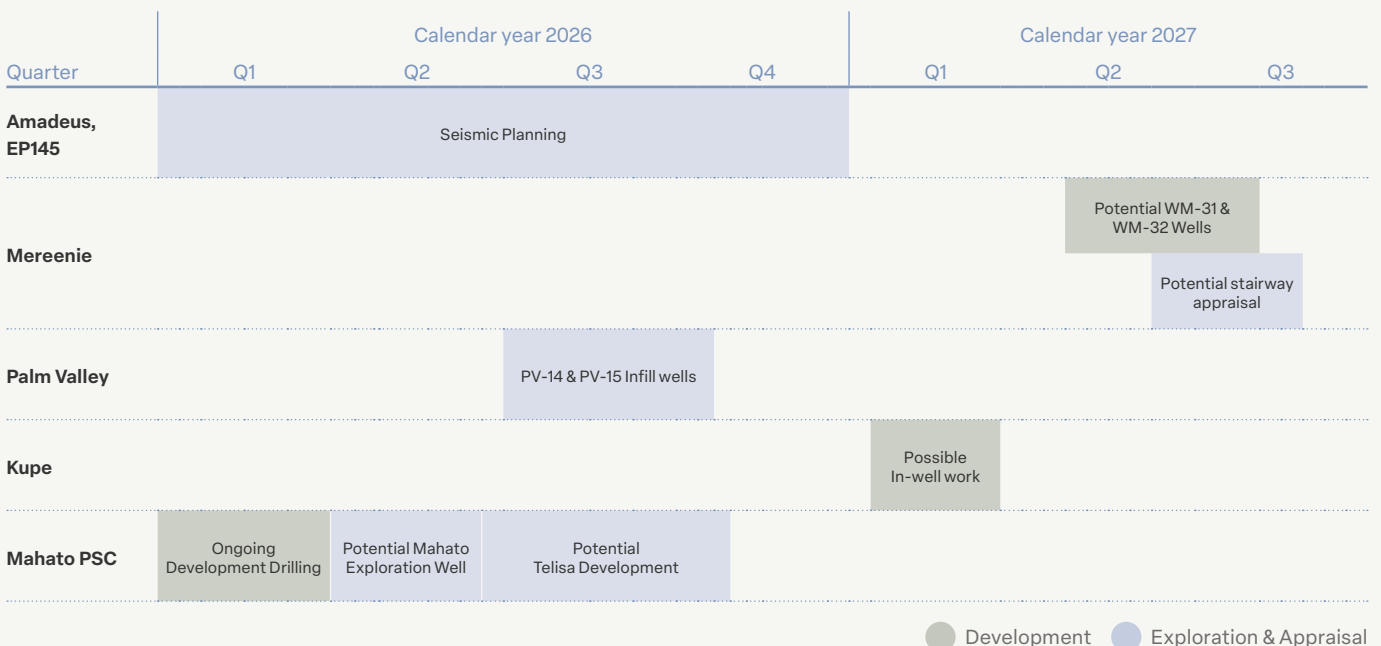 Calendar year 2026
Calendar year 2027
Quarter
Q1
Q2
Q3
Q4
Q1
Q2
Q3
Amadeus,
EP145
Seismic Planning
Mereenie
Potential WM-31 &
WM-32 Wells
Potential stairway
appraisal
Palm Valley
PV-14 & PV-15 Infill wells
Kupe
Possible
In-well work
Mahato PSC
Ongoing
Development Drilling
Potential Mahato
Exploration Well
Potential
Telisa Development
Development
Exploration & Appraisal